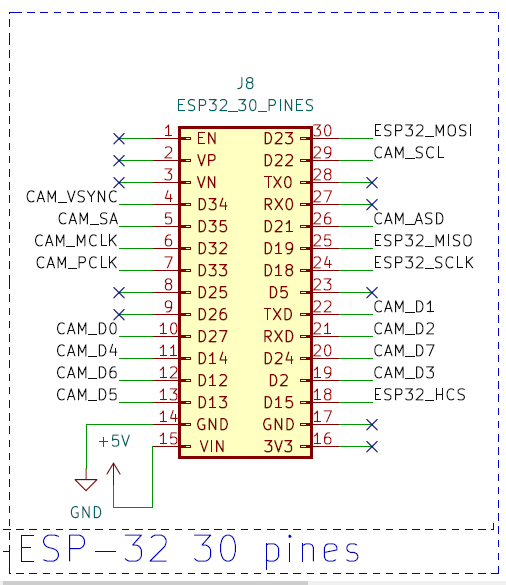 J8
ESP32_30_PINES
1 EN D23 30 ESP32_MOSI
2 VP D22 29 CAM_SCL
3 VN TX0 28
CAM_VSYNC 4 D34 RX0 27
CAM_SA 5 D35 D21 26 CAM_ASD
CAM_MCLK 6 D32 D19 25 ESP32_MISO
CAM_PCLK 7 D33 D18 24 ESP32_SCLK
8 D25 D5 23
9 D26 TXD 22 CAM_D1
CAM_D0 10 D27 RXD 21 CAM_D2
CAM_D4 11 D14 D24 20 CAM_D7
CAM_D6 12 D12 D2 19 CAM_D3
CAM_D5 13 D13 D15 18 ESP32_HCS
14 GND GND 17
+5V 15 VIN 3V3 16
GND
ESP-32 30 pines